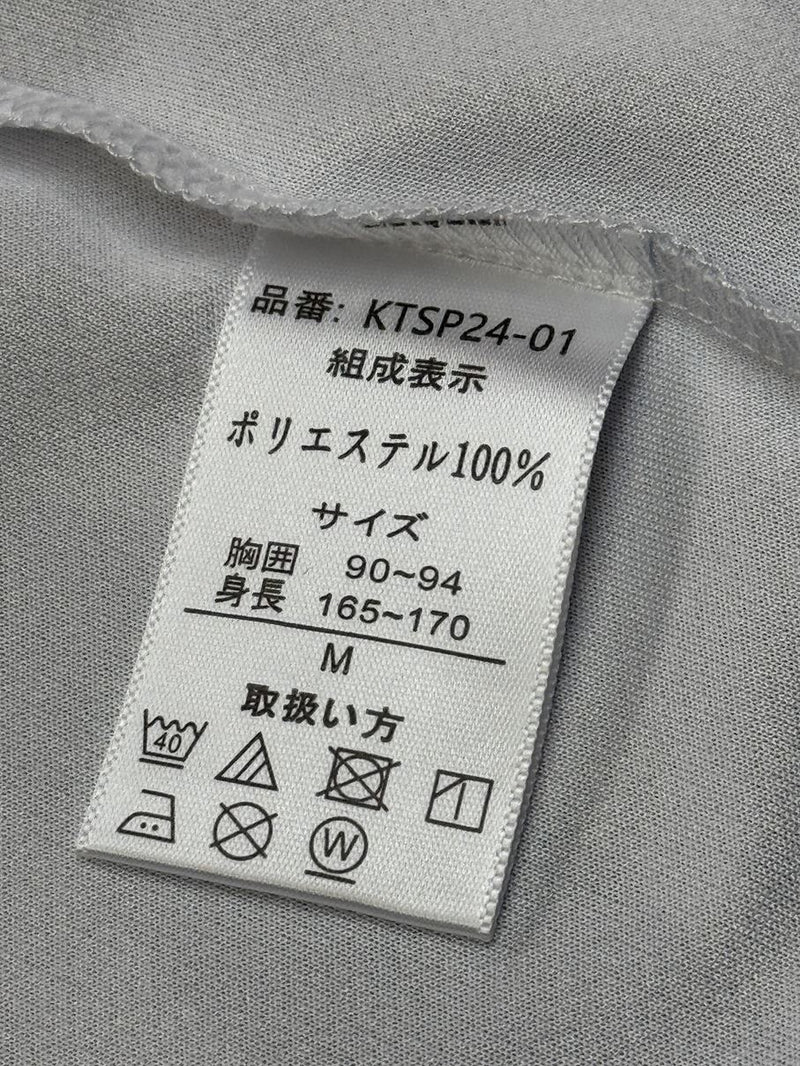 品番: KTSP24-01
組成表示
ポリエステル100%
サイズ
胸囲 90~94
身長 165~170
M
取扱い方
40
W